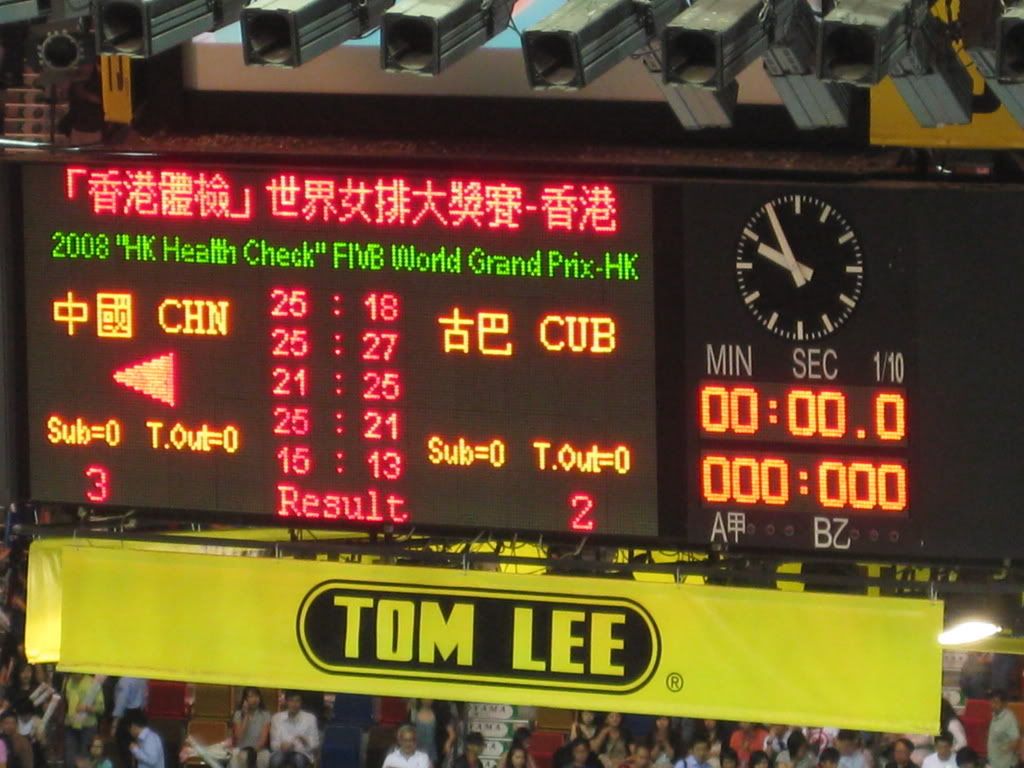 「香港體檢」世界女排大獎賽-香港
2008 "HK Health Check" FIVB World Grand Prix-HK
中國 CHN
25 : 18
25 : 27
21 : 25
25 : 21
15 : 13
古巴 CUB
Sub=0 T.Out=0
Sub=0 T.Out=0
3 Result 2
MIN SEC 1/10
00:00.0
000:000
A甲 B乙
TOM LEE ®